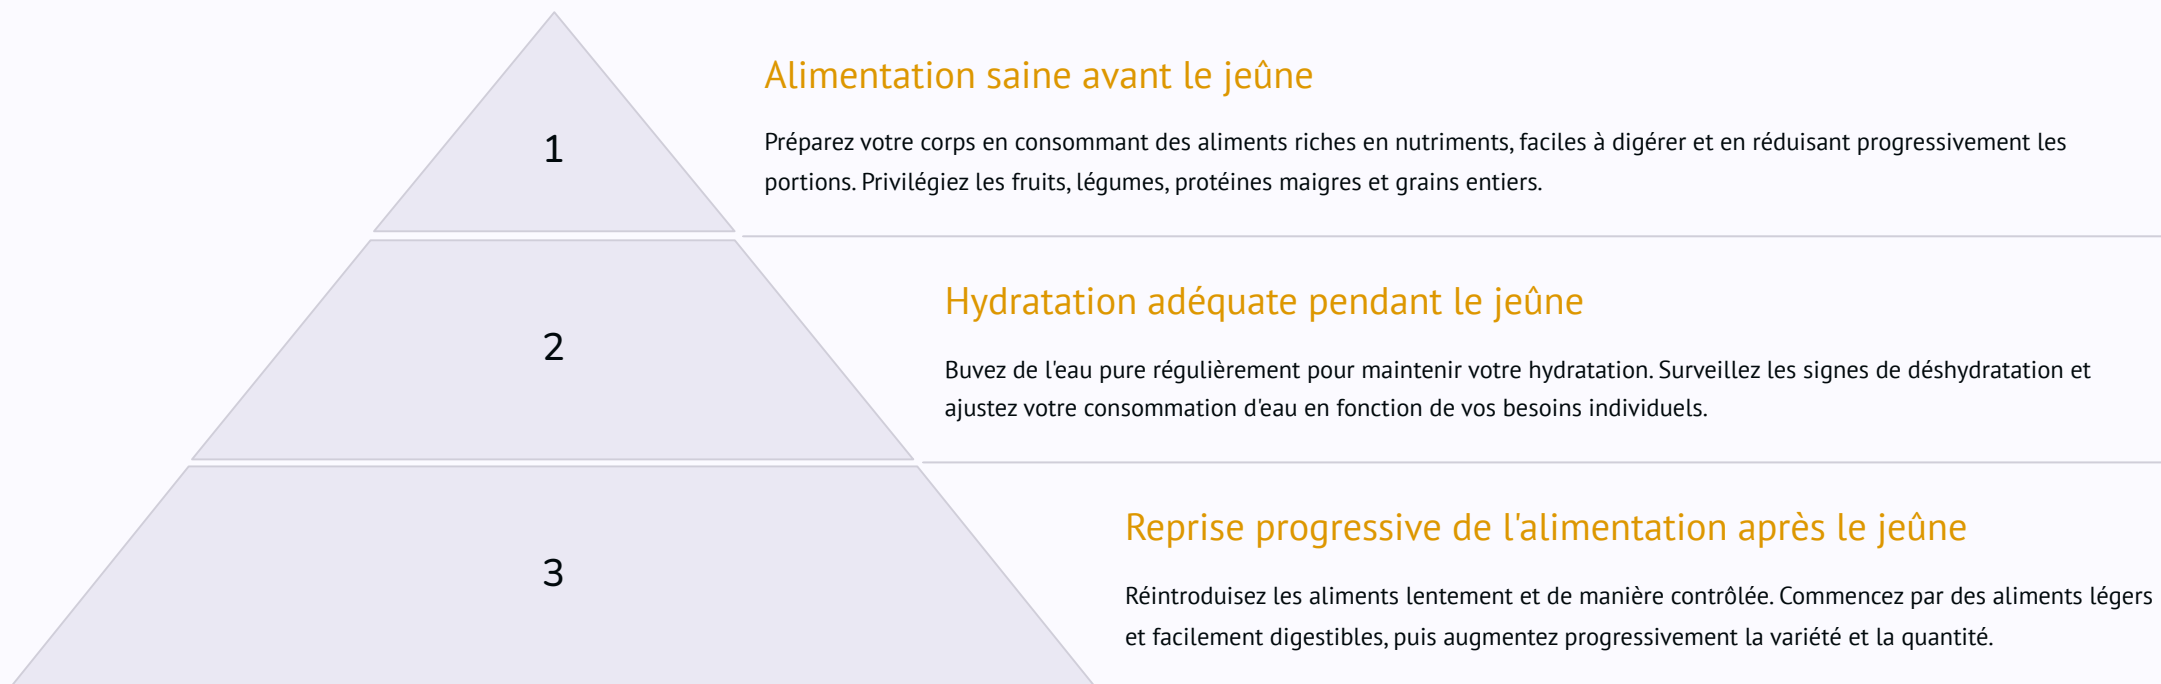 1
Alimentation saine avant le jeûne
Préparez votre corps en consommant des aliments riches en nutriments, faciles à digérer et en réduisant progressivement les
portions. Privilégiez les fruits, légumes, protéines maigres et grains entiers.
2
Hydratation adéquate pendant le jeûne
Buvez de l'eau pure régulièrement pour maintenir votre hydratation. Surveillez les signes de déshydratation et
ajustez votre consommation d'eau en fonction de vos besoins individuels.
3
Reprise progressive de l'alimentation après le jeûne
Réintroduisez les aliments lentement et de manière contrôlée. Commencez par des aliments légers
et facilement digestibles, puis augmentez progressivement la variété et la quantité.